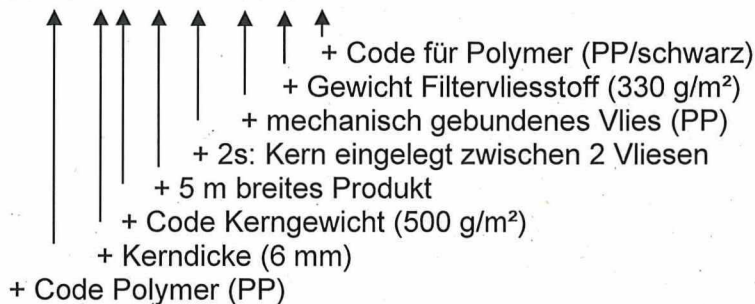 + Code für Polymer (PP/schwarz)
+ Gewicht Filtervliesstoff (330 g/m²)
+ mechanisch gebundenes Vlies (PP)
+ 2s: Kern eingelegt zwischen 2 Vliesen
+ 5 m breites Produkt
+ Code Kerngewicht (500 g/m²)
+ Kerndicke (6 mm)
+ Code Polymer (PP)